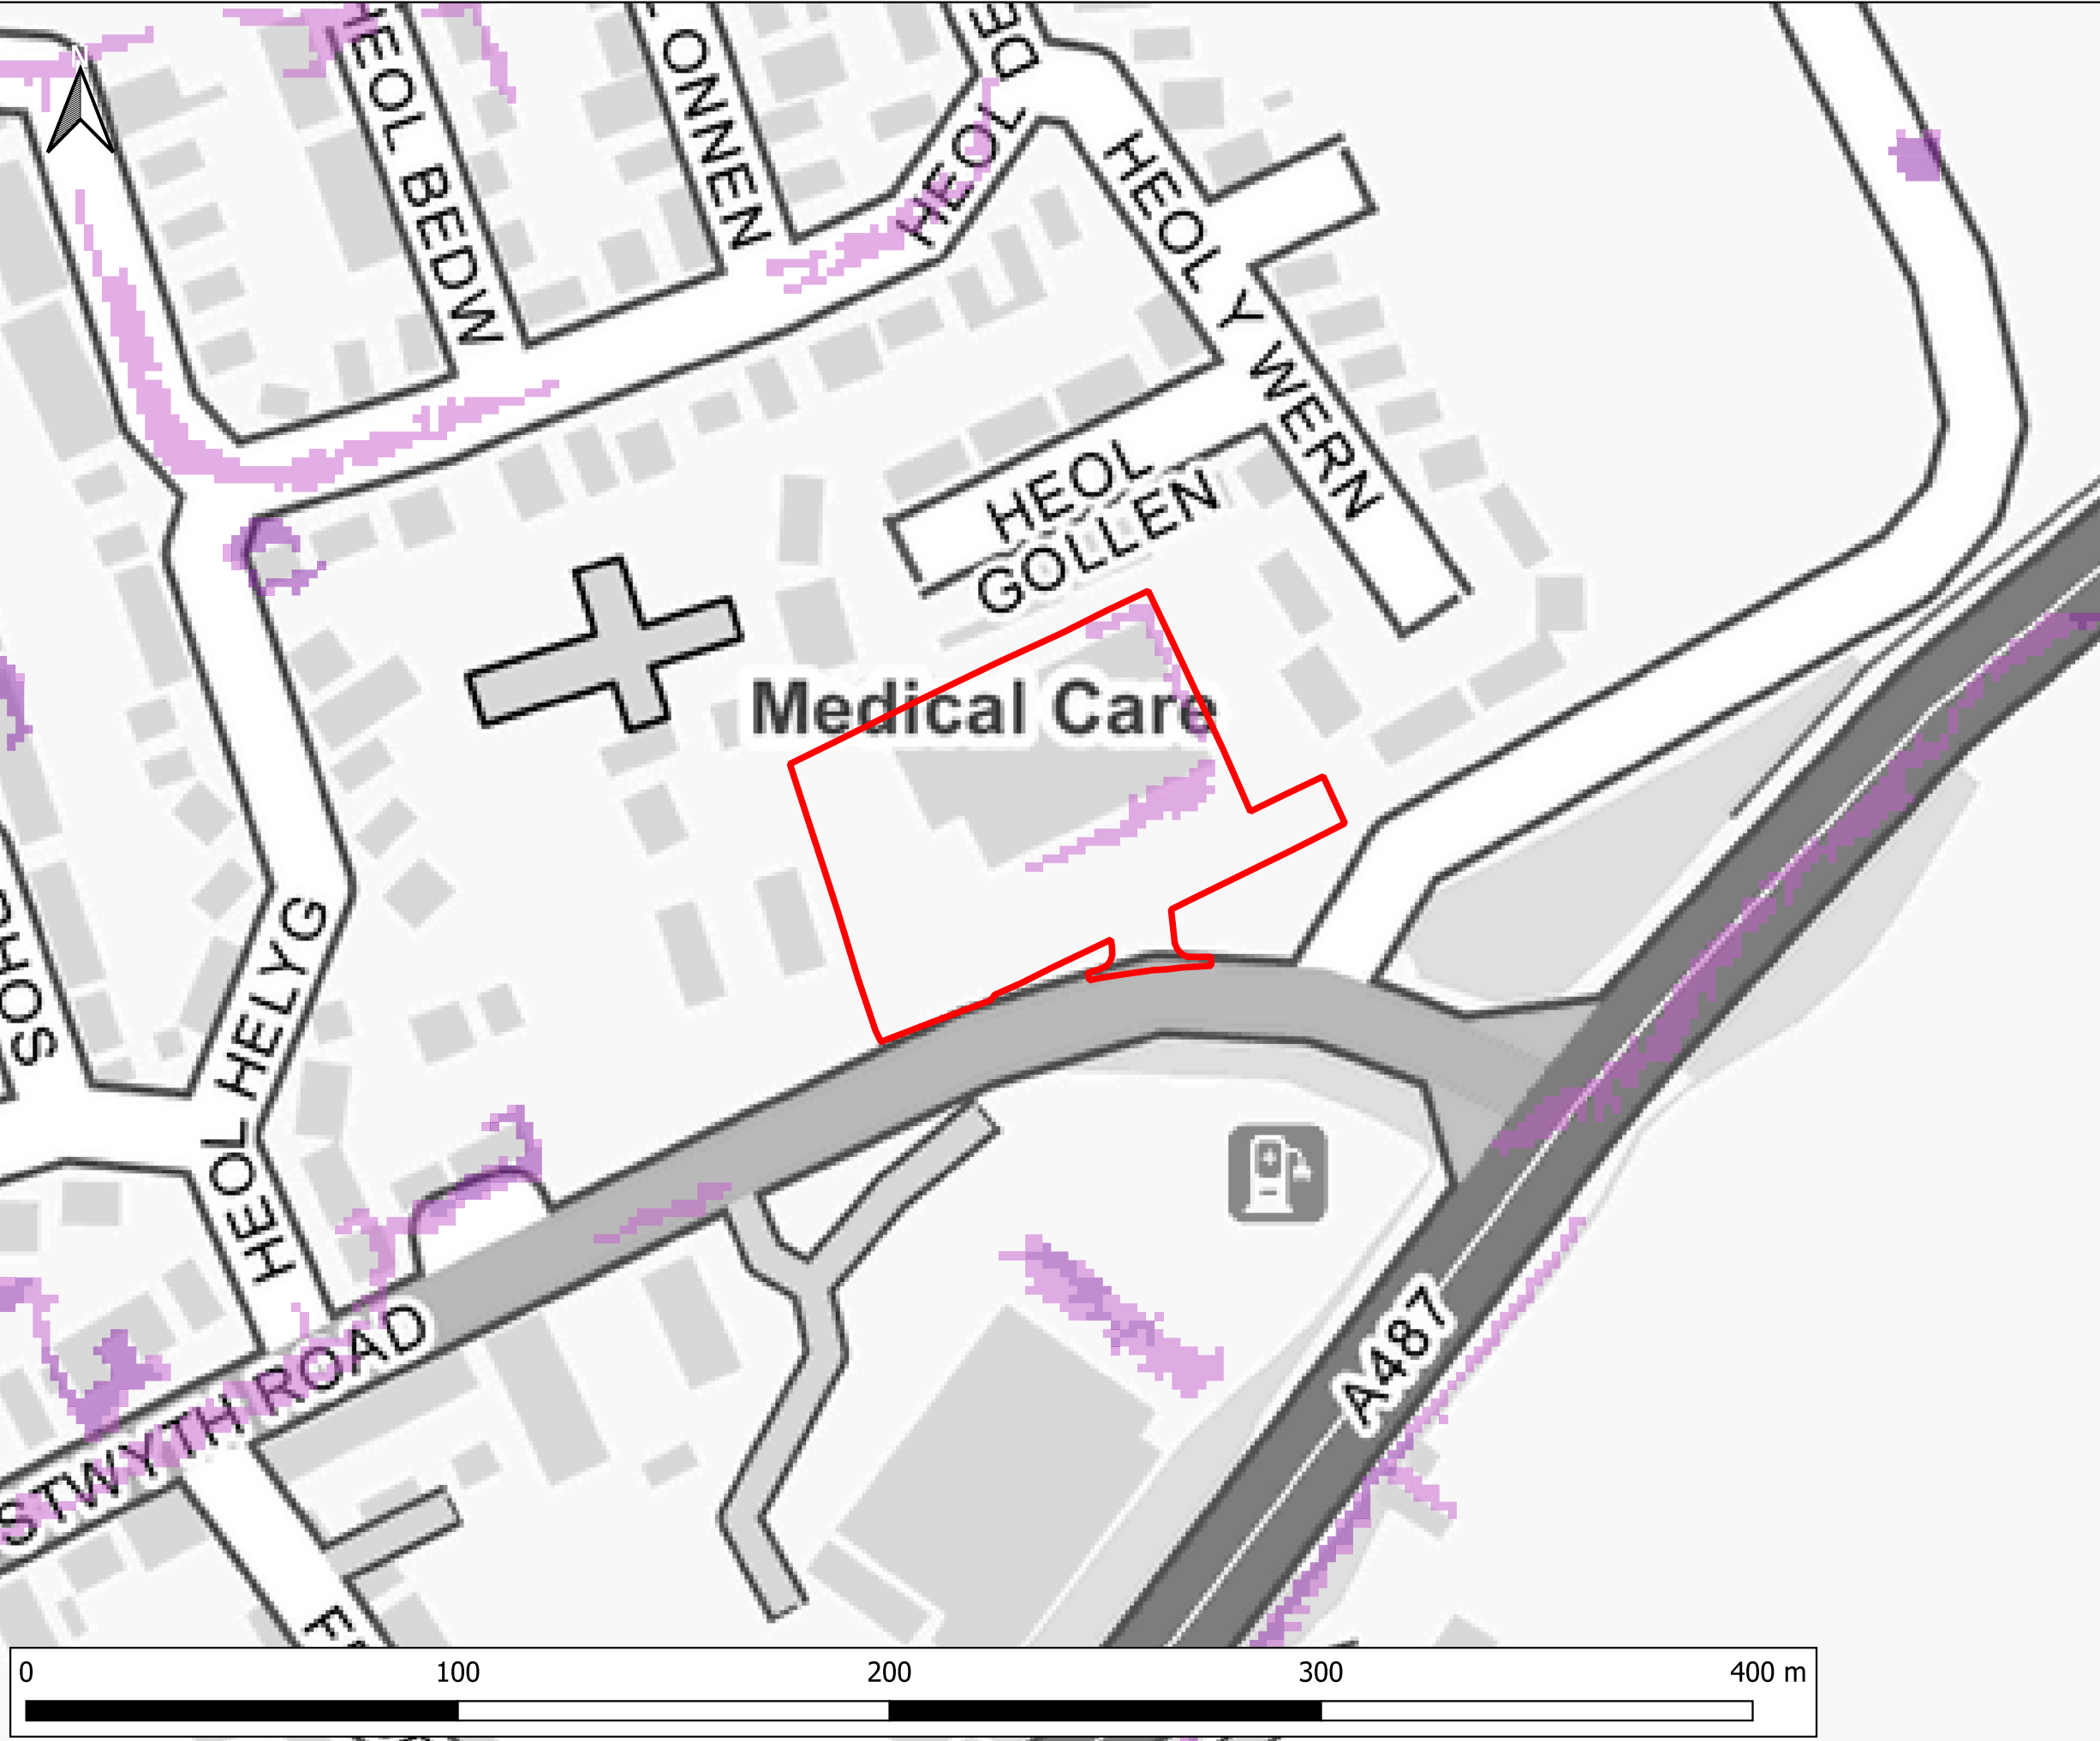 N
HEOL BEDW
ONNEN
HEOL
DE
HEOL Y WERN
HEOL
GOLLEN
Medical Care
HEOL HELYG
HEOL
STWYTH ROAD
A487
0 100 200 300 400 m